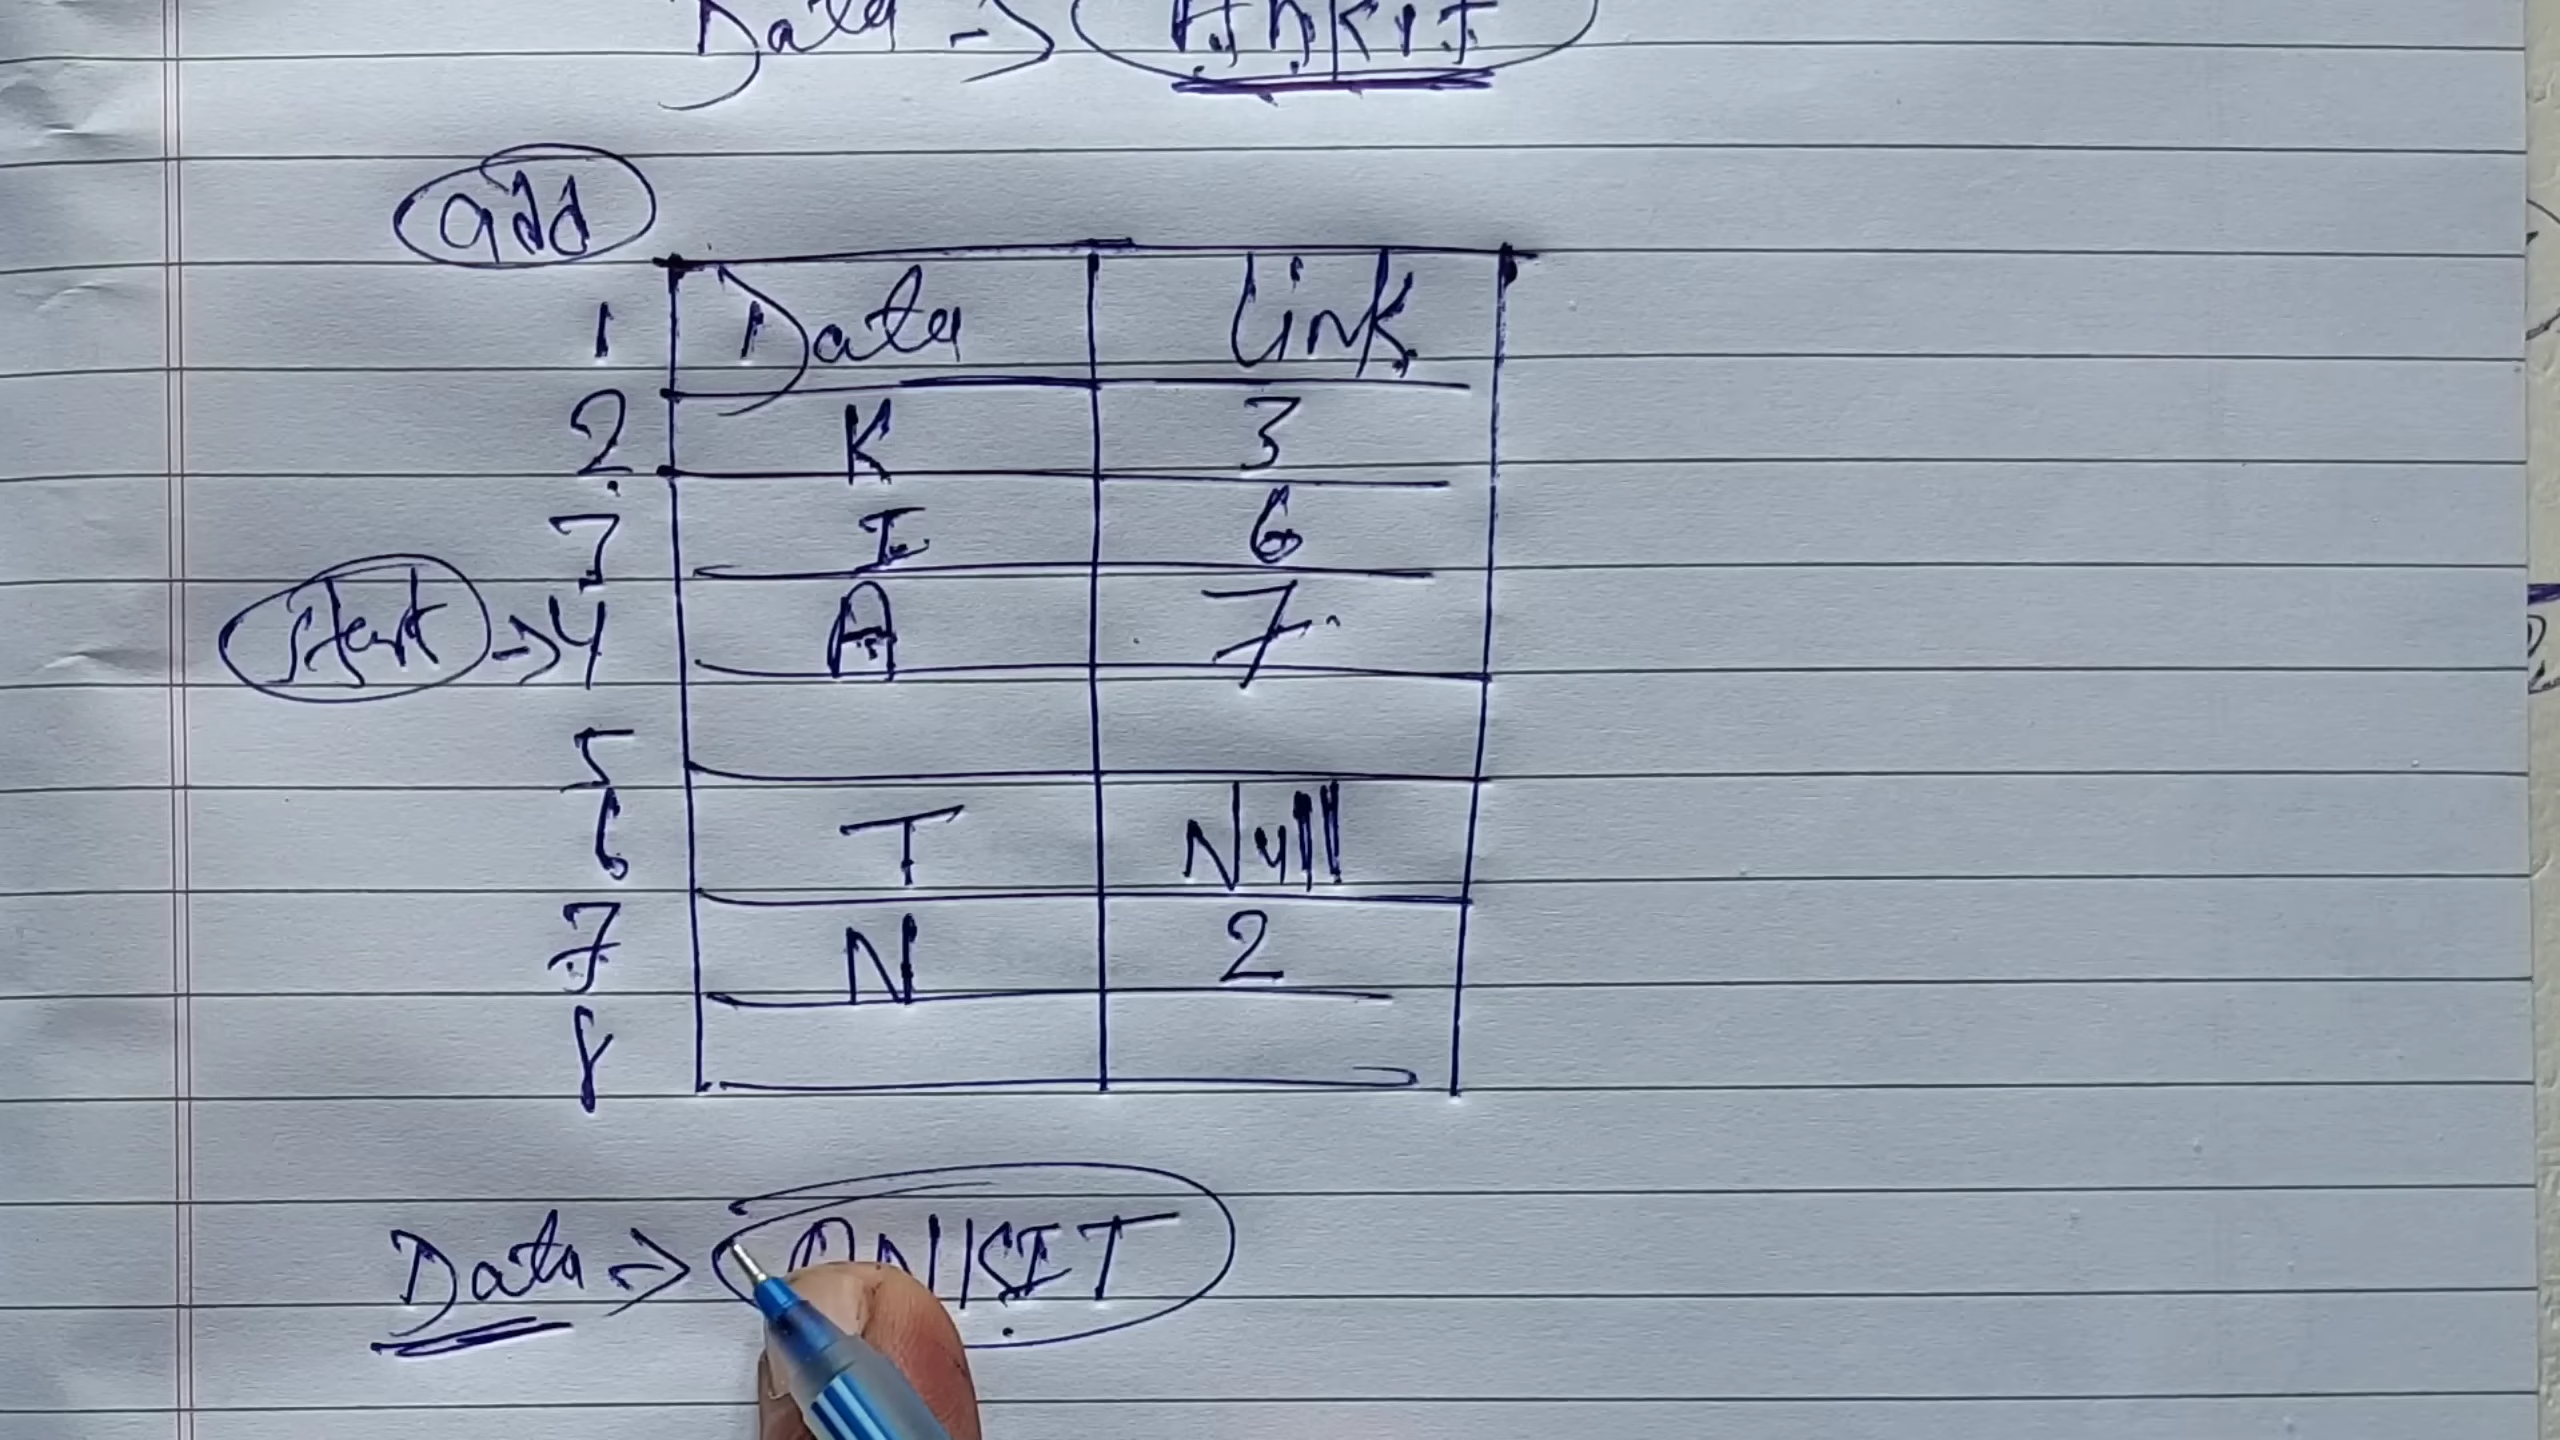 Data -> Ankit
add
1 Data Link
2 K 3
3 I 6
Start -> 4 A 7
5
6 T Null
7 N 2
8
Data -> ANKIT